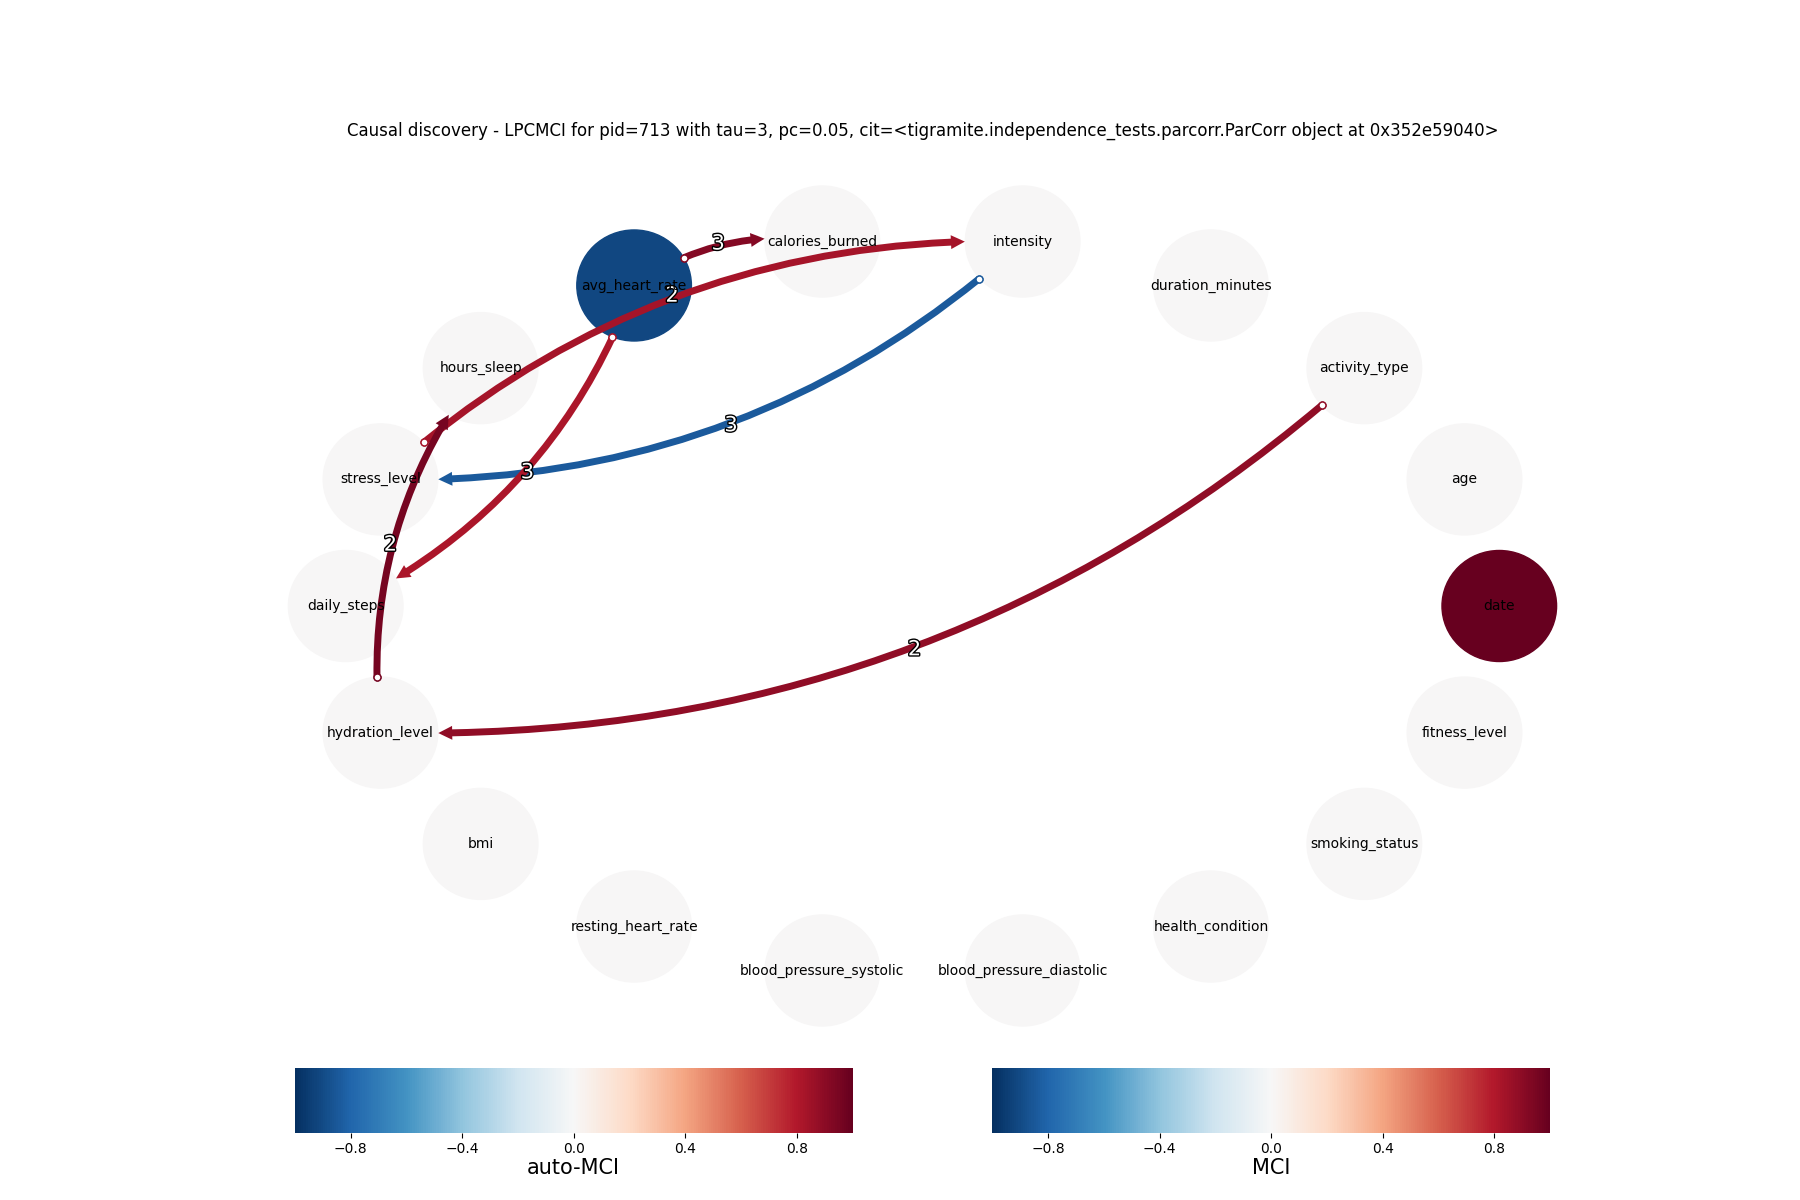 Causal discovery - LPCMCI for pid=713 with tau=3, pc=0.05, cit=<tigramite.independence_tests.parcorr.ParCorr object at 0x352e59040>
3
calories_burned
intensity
avg_heart_rate
2
duration_minutes
hours_sleep
activity_type
3
stress_level
3
age
2
daily_steps
date
2
hydration_level
fitness_level
bmi
smoking_status
resting_heart_rate
health_condition
blood_pressure_systolic
blood_pressure_diastolic
−0.8 −0.4 0.0 0.4 0.8
auto-MCI
−0.8 −0.4 0.0 0.4 0.8
MCI